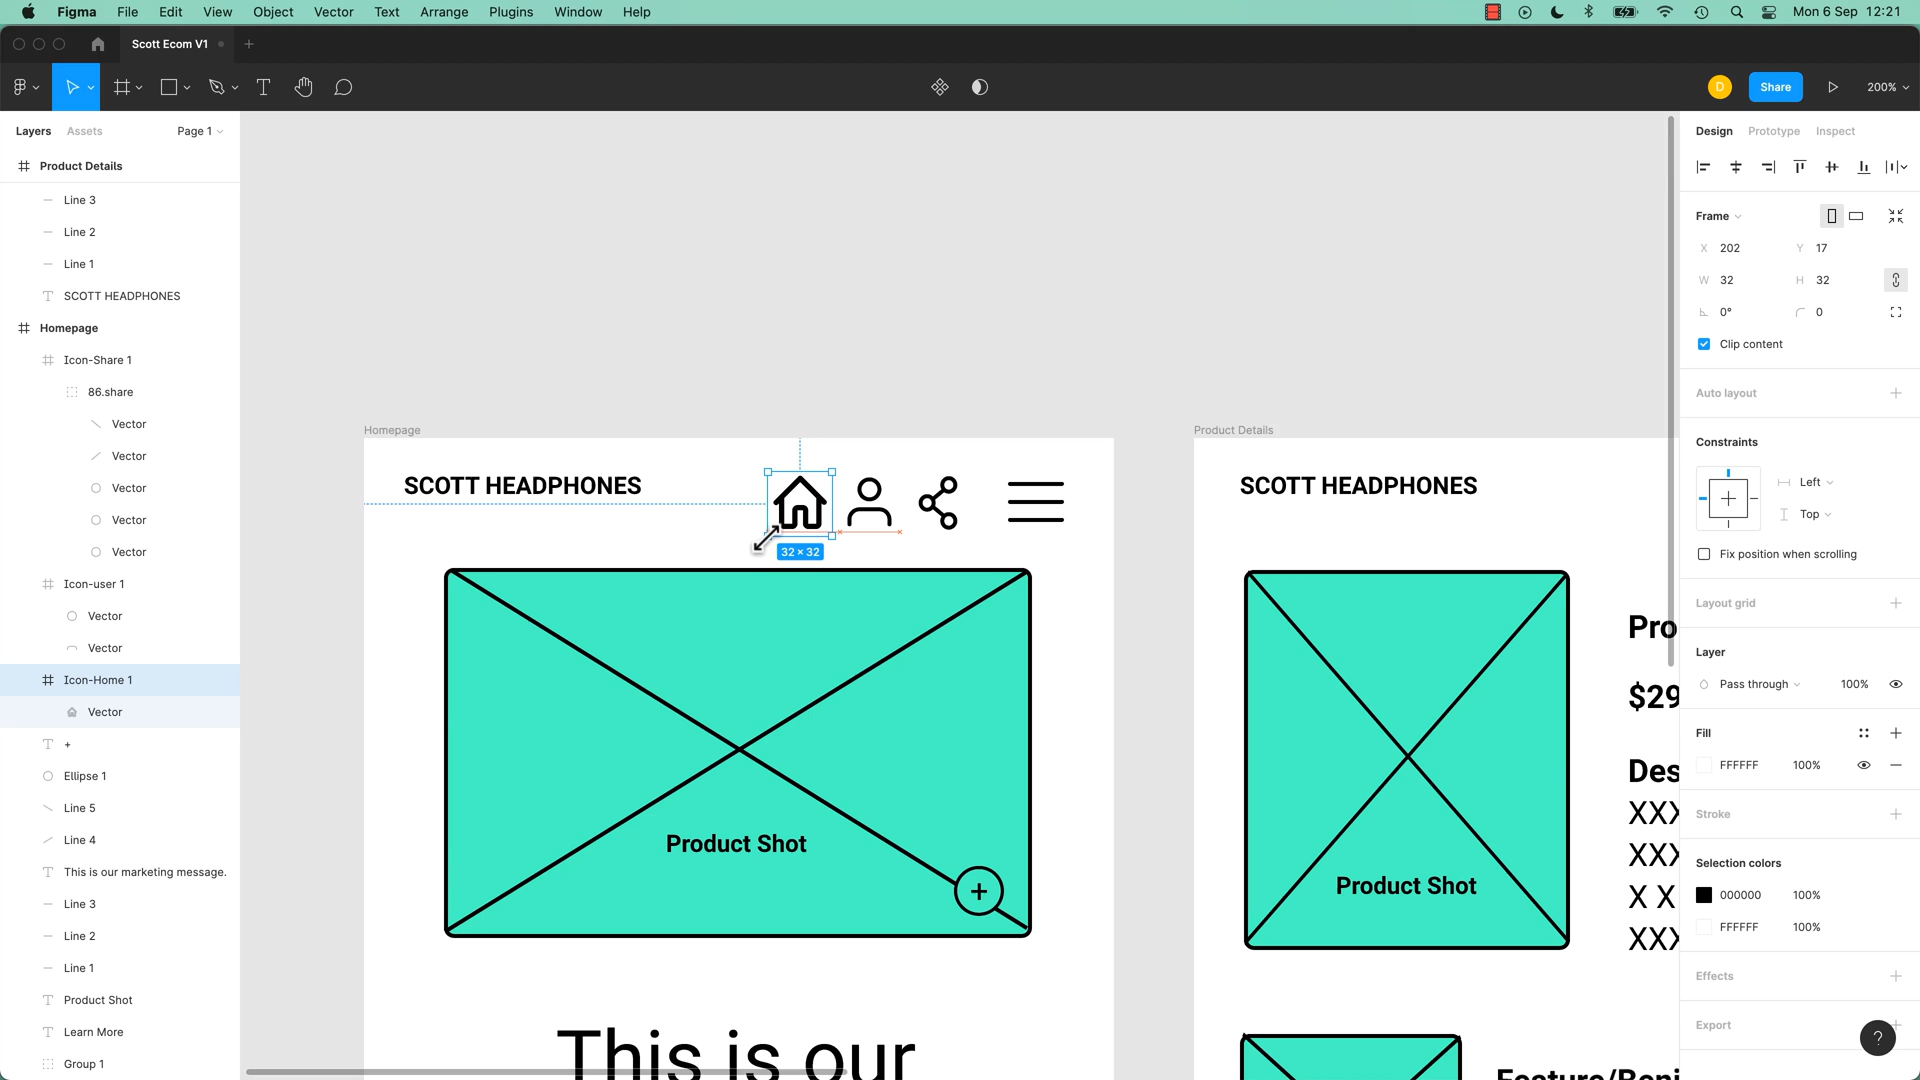 Figma File Edit View Object Vector Text Arrange Plugins Window Help Mon 6 Sep 12:21
Scott Ecom V1
D Share 200%
Layers Assets Page 1
Product Details
Line 3
Line 2
Line 1
SCOTT HEADPHONES
Homepage
Icon-Share 1
86.share
Vector
Vector
Vector
Vector
Vector
Icon-user 1
Vector
Vector
Icon-Home 1
Vector
+
Ellipse 1
Line 5
Line 4
This is our marketing message.
Line 3
Line 2
Line 1
Product Shot
Learn More
Group 1
Homepage
SCOTT HEADPHONES
32 × 32
Product Shot
+
This is our
Product Details
SCOTT HEADPHONES
Product Shot
Pro
$29
Des
XXX
XXX
X X
XXX
Feature/Beni
Design Prototype Inspect
Frame
X 202 Y 17
W 32 H 32
0° 0
Clip content
Auto layout
Constraints
Left
Top
Fix position when scrolling
Layout grid
Layer
Pass through 100%
Fill
FFFFFF 100%
Stroke
Selection colors
000000 100%
FFFFFF 100%
Effects
Export
?